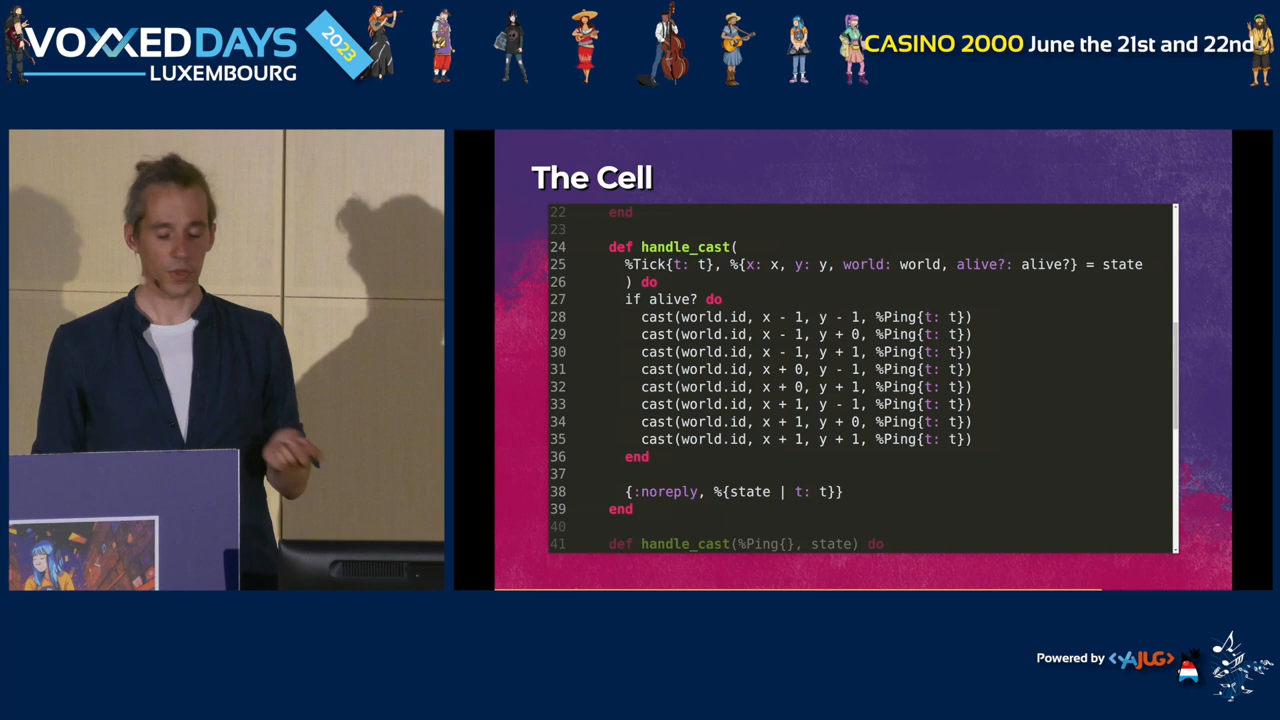 VOXXED DAYS
LUXEMBOURG
2023
CASINO 2000 June the 21st and 22nd
The Cell
22 end
23
24 def handle_cast(
25 %Tick{t: t}, %{x: x, y: y, world: world, alive?: alive?} = state
26 ) do
27 if alive? do
28 cast(world.id, x - 1, y - 1, %Ping{t: t})
29 cast(world.id, x - 1, y + 0, %Ping{t: t})
30 cast(world.id, x - 1, y + 1, %Ping{t: t})
31 cast(world.id, x + 0, y - 1, %Ping{t: t})
32 cast(world.id, x + 0, y + 1, %Ping{t: t})
33 cast(world.id, x + 1, y - 1, %Ping{t: t})
34 cast(world.id, x + 1, y + 0, %Ping{t: t})
35 cast(world.id, x + 1, y + 1, %Ping{t: t})
36 end
37
38 {:noreply, %{state | t: t}}
39 end
40
41 def handle_cast(%Ping{}, state) do
Powered by <YAJUG>